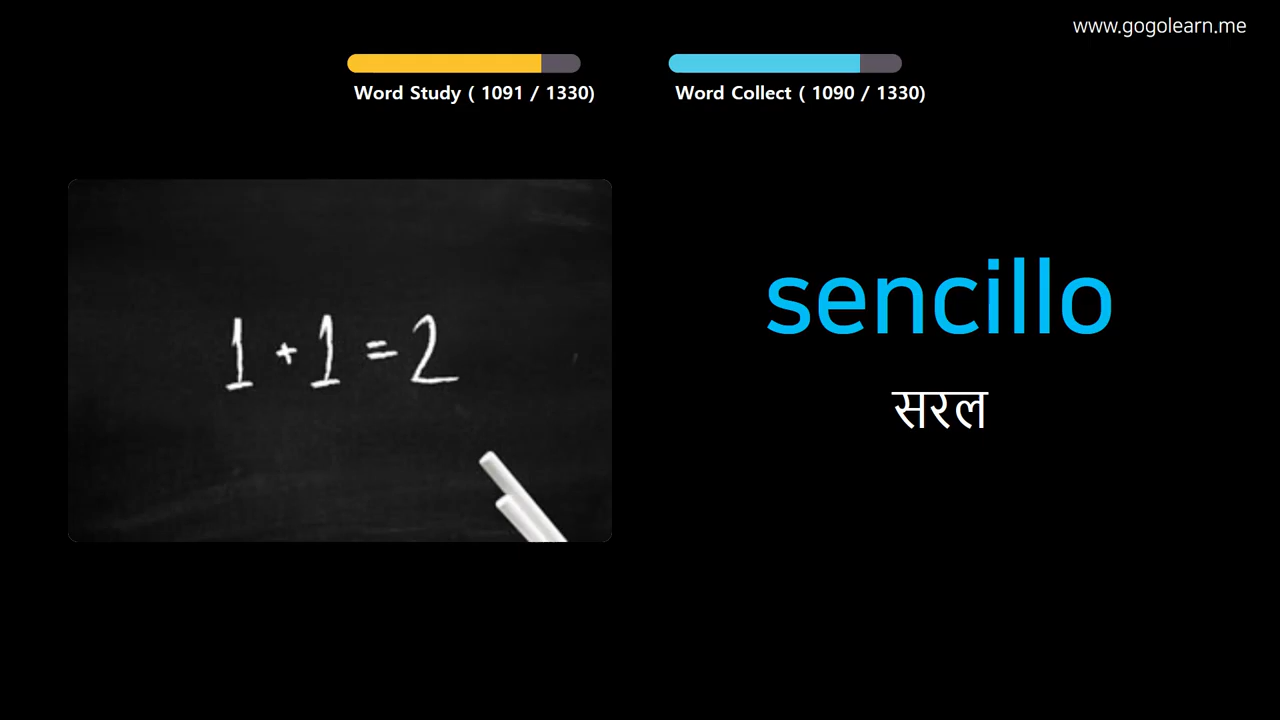 www.gogolearn.me
Word Study ( 1091 / 1330)
Word Collect ( 1090 / 1330)
1 + 1 = 2
sencillo
सरल